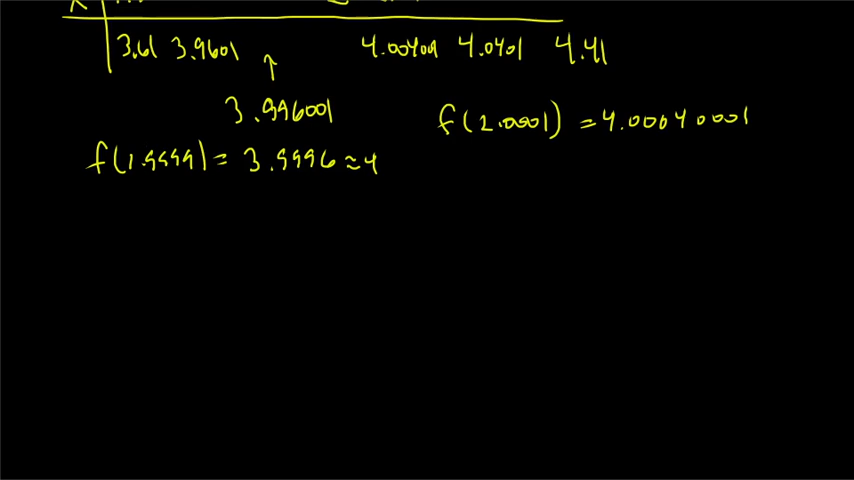 3.61 3.9601 ↑ 4.00400 4.0401 4.41
3.996001
f(2.0001) = 4.00040001
f(1.9999) = 3.9996 ≈ 4